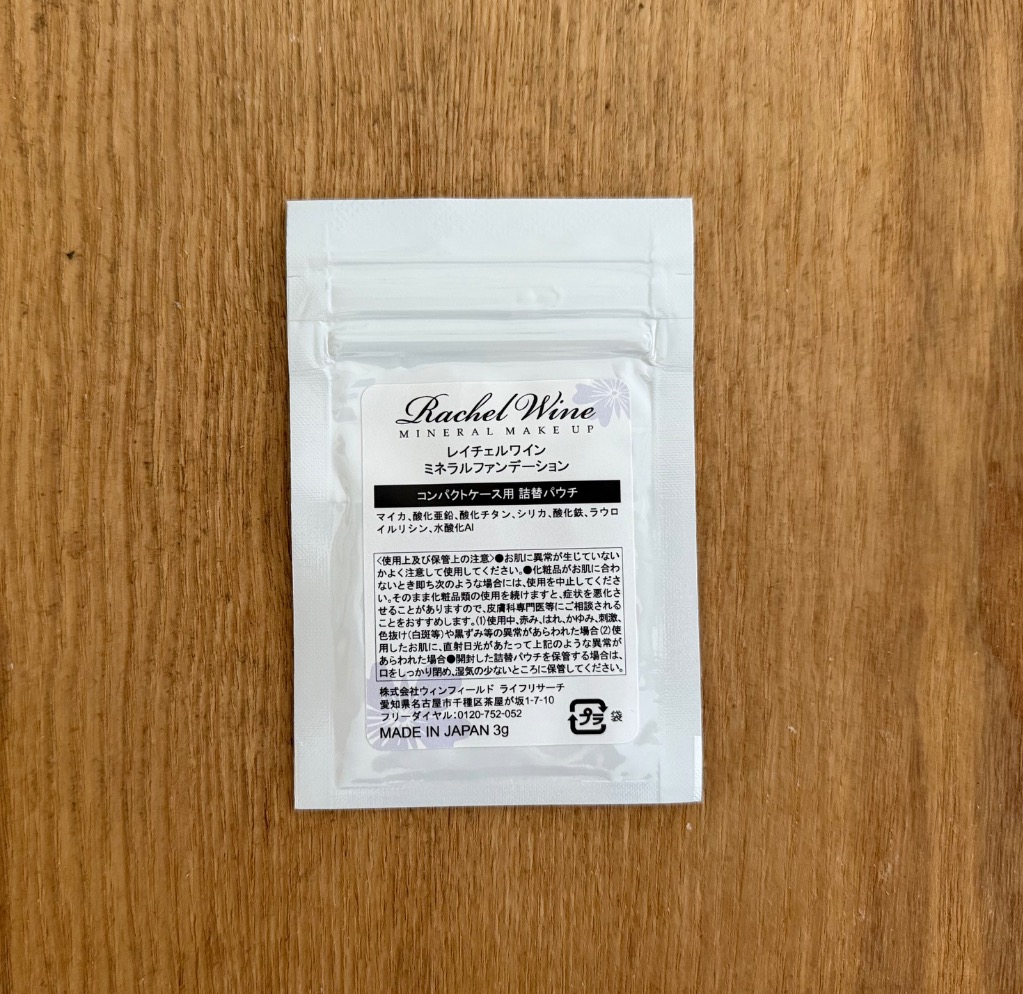 Rachel Wine
MINERAL MAKE UP
レイチェルワイン
ミネラルファンデーション
コンパクトケース用 詰替パウチ
マイカ、酸化亜鉛、酸化チタン、シリカ、酸化鉄、ラウロ
イルリシン、水酸化Al
〈使用上及び保管上の注意〉●お肌に異常が生じていない
かよく注意して使用してください。●化粧品がお肌に合わ
ないとき即ち次のような場合には、使用を中止してくださ
い。そのまま化粧品類の使用を続けますと、症状を悪化さ
せることがありますので、皮膚科専門医等にご相談される
ことをおすすめします。(1)使用中、赤み、はれ、かゆみ、刺激、
色抜け(白斑等)や黒ずみ等の異常があらわれた場合(2)使
用したお肌に、直射日光があたって上記のような異常が
あらわれた場合●開封した詰替パウチを保管する場合は、
口をしっかり閉め、湿気の少ないところに保管してください。
株式会社ウィンフィールド ライフリサーチ
愛知県名古屋市千種区茶屋が坂1-7-10
フリーダイヤル:0120-752-052
MADE IN JAPAN 3g
プラ 袋